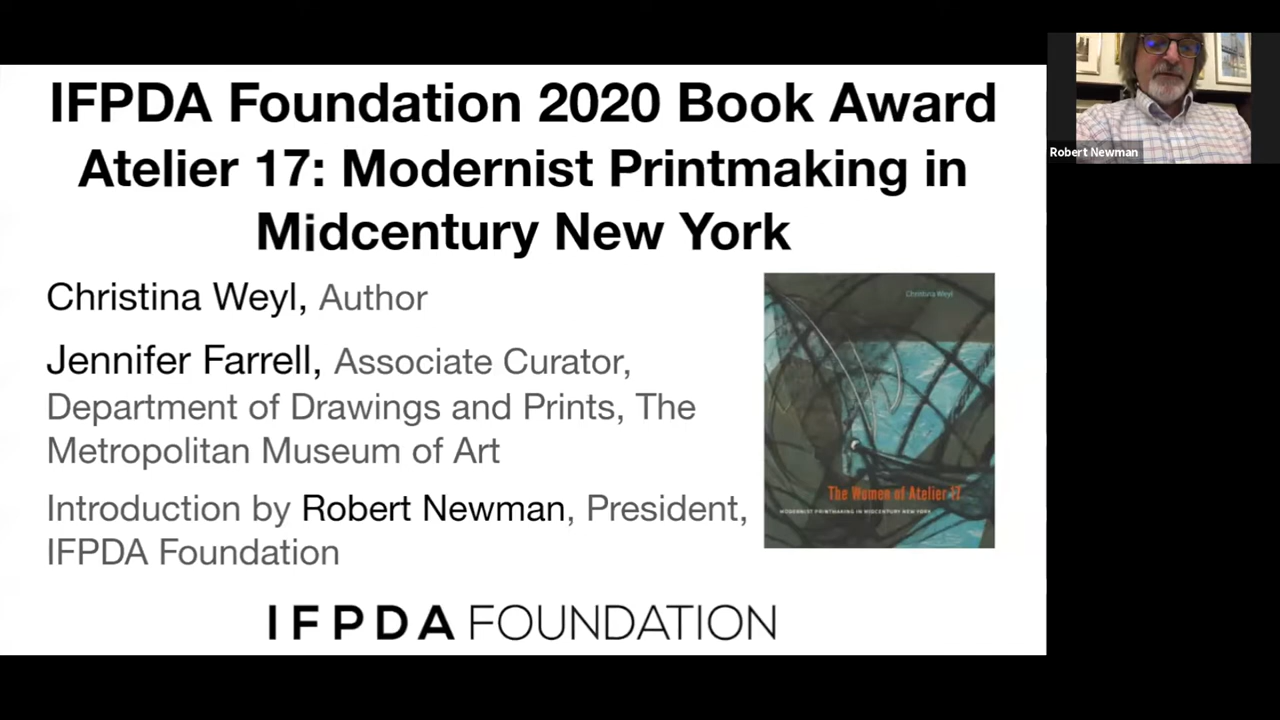 IFPDA Foundation 2020 Book Award
Atelier 17: Modernist Printmaking in
Midcentury New York
Christina Weyl, Author
Jennifer Farrell, Associate Curator,
Department of Drawings and Prints, The
Metropolitan Museum of Art
Introduction by Robert Newman, President,
IFPDA Foundation
IFPDA FOUNDATION
Christina Weyl
The Women of Atelier 17
MODERNIST PRINTMAKING IN MIDCENTURY NEW YORK
Robert Newman